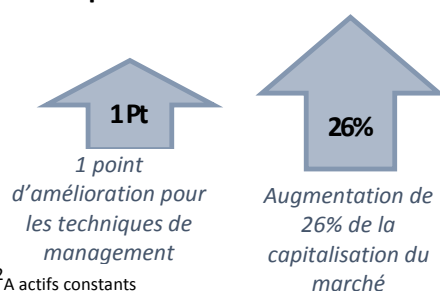 1 Pt
26%
1 point
d’amélioration pour
les techniques de
management
Augmentation de
26% de la
capitalisation du
marché
2 A actifs constants